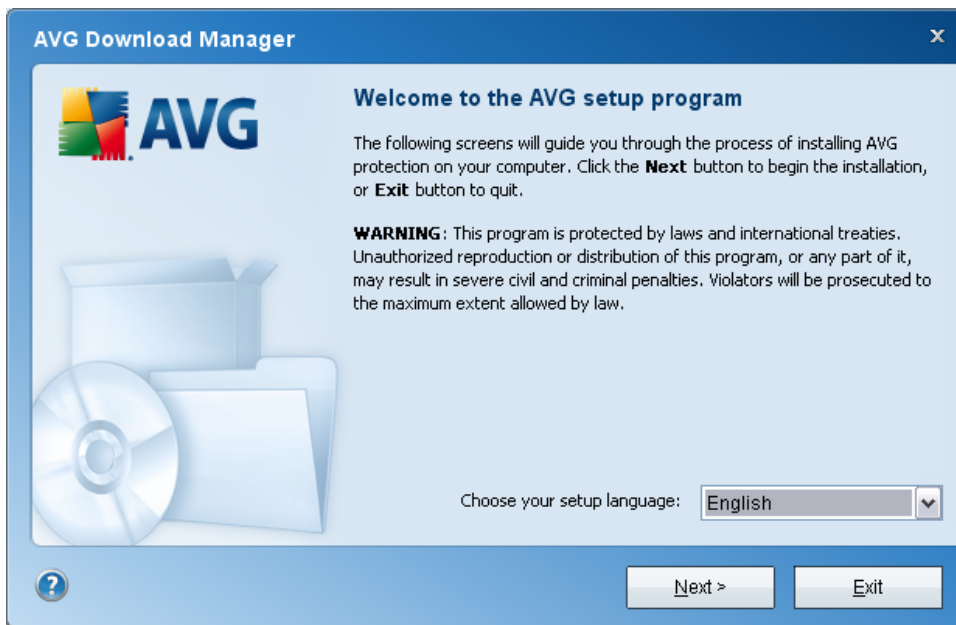 AVG Download Manager
x
AVG
Welcome to the AVG setup program
The following screens will guide you through the process of installing AVG
protection on your computer. Click the Next button to begin the installation,
or Exit button to quit.
WARNING: This program is protected by laws and international treaties.
Unauthorized reproduction or distribution of this program, or any part of it,
may result in severe civil and criminal penalties. Violators will be prosecuted to
the maximum extent allowed by law.
Choose your setup language: English
?
Next > Exit